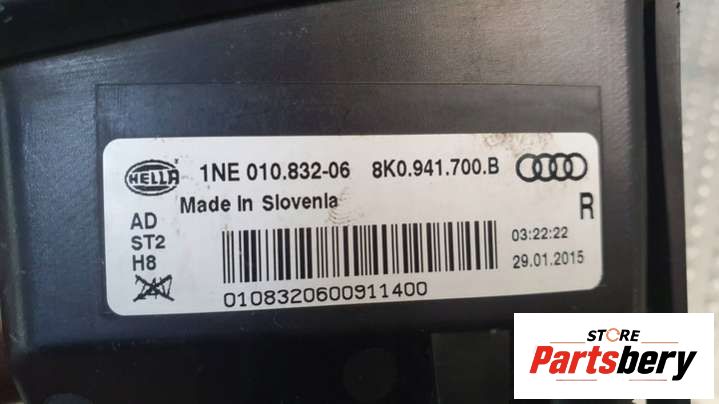 HELLA 1NE 010.832-06 8K0.941.700.B
Made In Slovenia
R
AD
ST2
H8
03:22:22
29.01.2015
0108320600911400
STORE
Partsbery